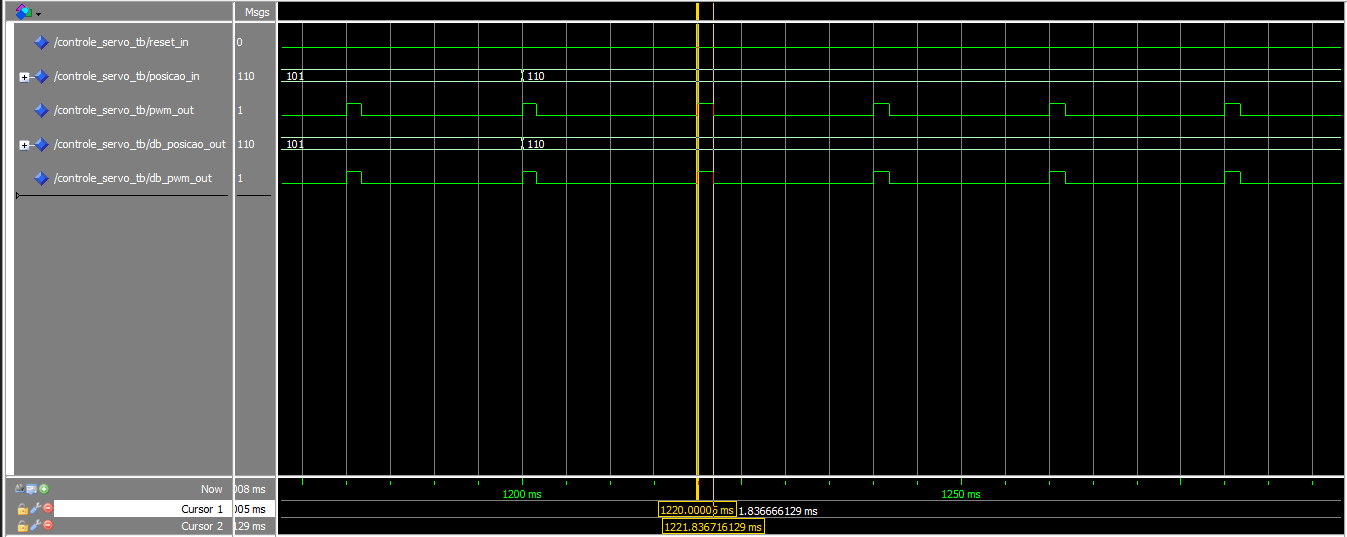 Msgs
/controle_servo_tb/reset_in 0
/controle_servo_tb/posicao_in 110 101 110
/controle_servo_tb/pwm_out 1
/controle_servo_tb/db_posicao_out 110 101 110
/controle_servo_tb/db_pwm_out 1
Now 008 ms 1200 ms 1250 ms
Cursor 1 005 ms 1220.00005 ms 1.836666129 ms
Cursor 2 129 ms 1221.836716129 ms